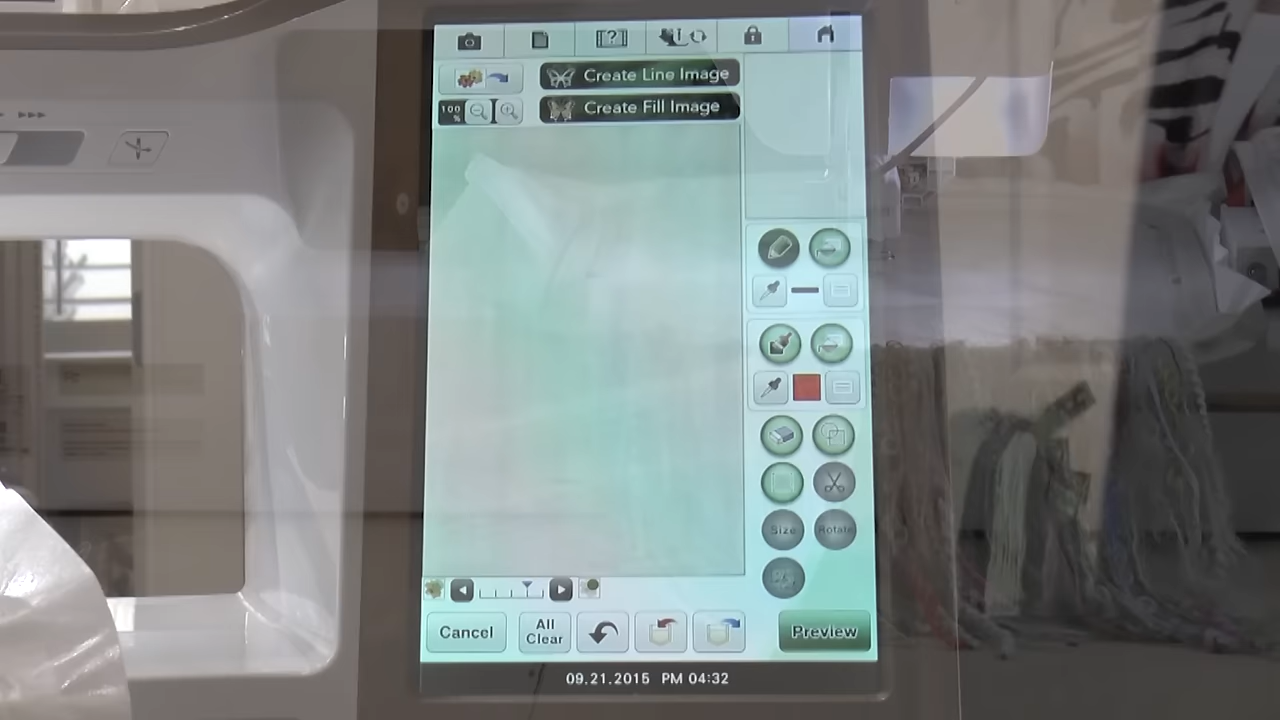 Create Line Image
100
%
Create Fill Image
Size
Rotate
Cancel
All
Clear
Preview
09.21.2015 PM 04:32